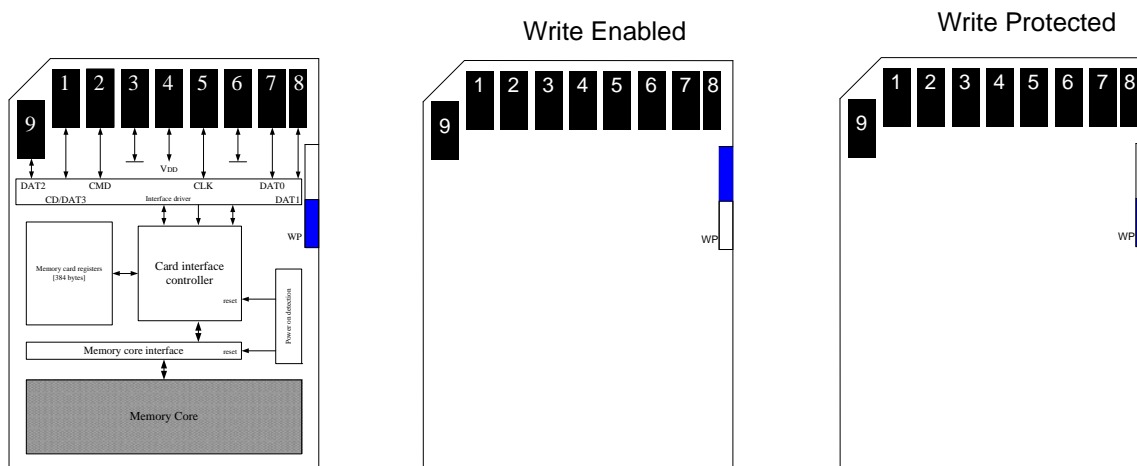 Write Enabled
Write Protected
1 2 3 4 5 6 7 8
9
VDD
DAT2 CMD CLK DAT0
CD/DAT3 Interface driver DAT1
WP
Memory card registers
[384 bytes]
Card interface
controller
reset
Power on detection
Memory core interface
reset
Memory Core
1 2 3 4 5 6 7 8
9
WP
1 2 3 4 5 6 7 8
9
WP